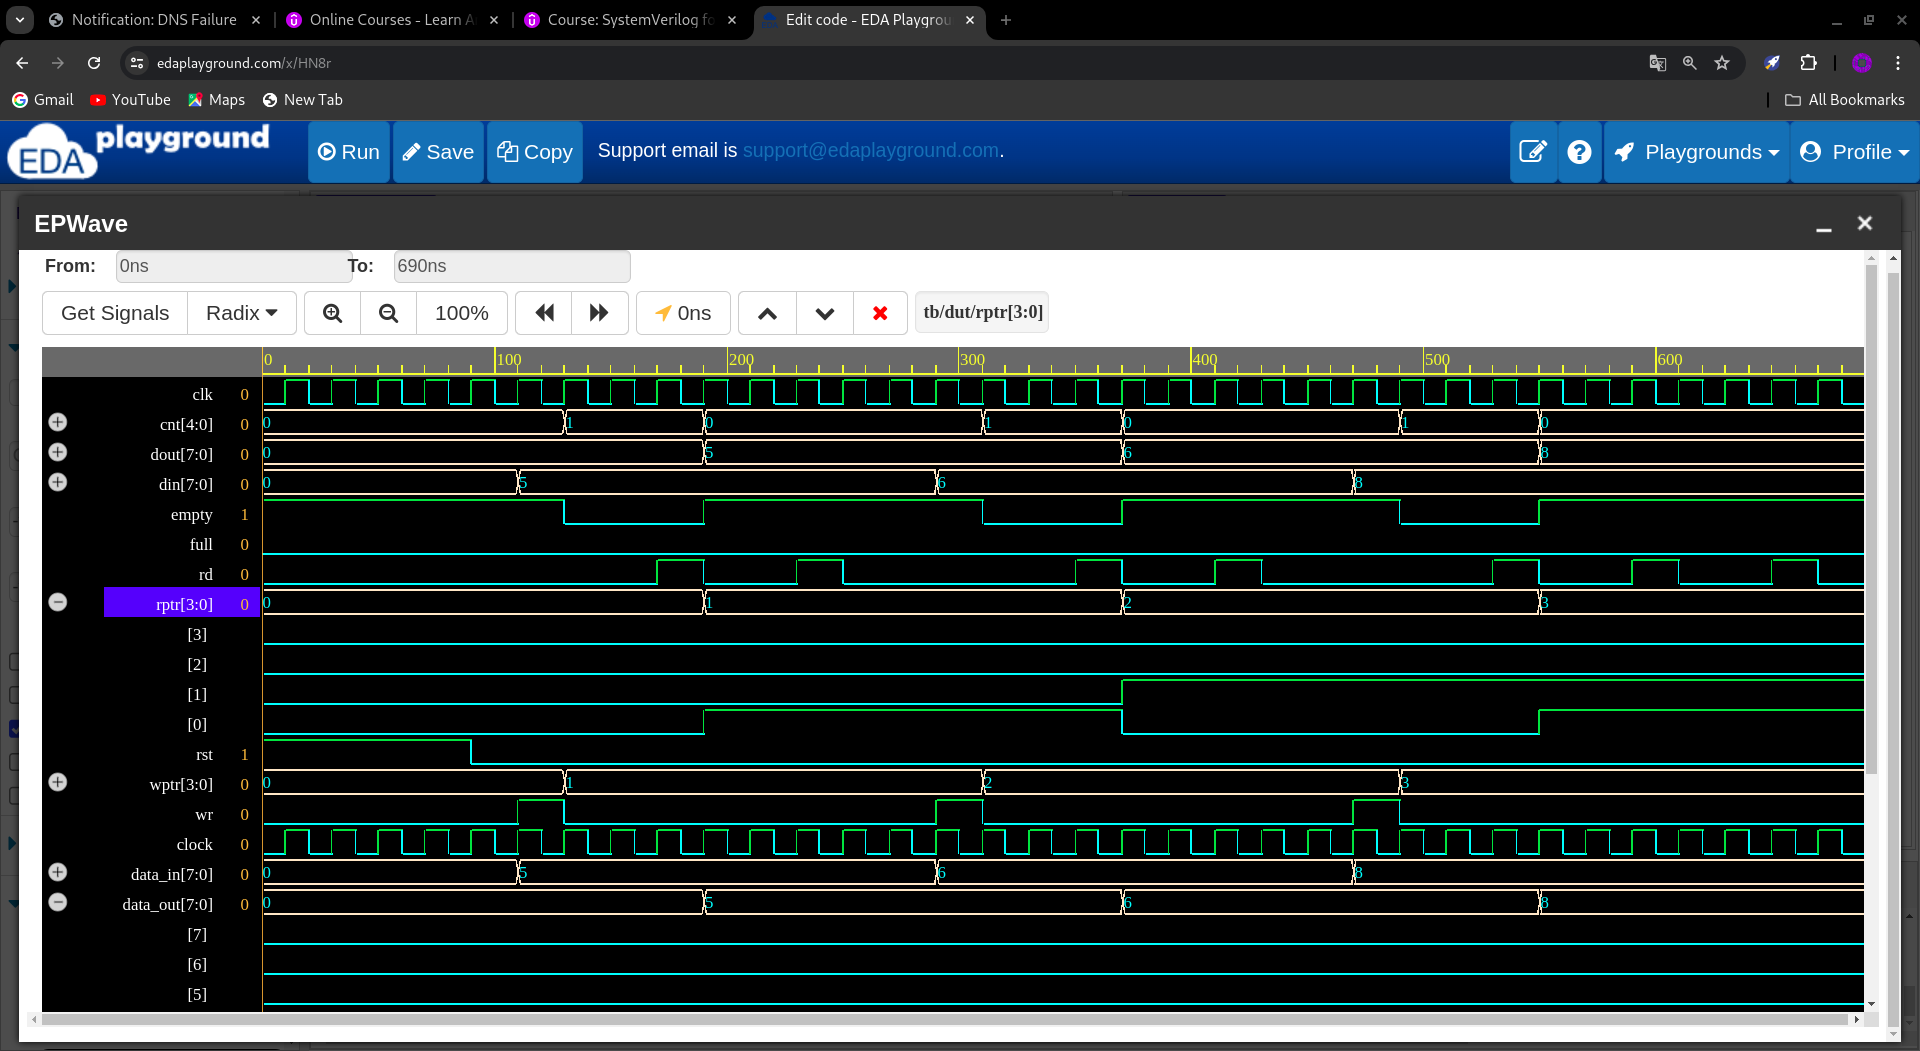 Notification: DNS Failure
Online Courses - Learn A
Course: SystemVerilog fo
Edit code - EDA Playgrou
edaplayground.com/x/HN8r
Gmail YouTube Maps New Tab All Bookmarks
EDA playground Run Save Copy Support email is support@edaplayground.com. Playgrounds Profile
EPWave
From: 0ns To: 690ns
Get Signals Radix 100% 0ns tb/dut/rptr[3:0]
0 100 200 300 400 500 600
clk 0
cnt[4:0] 0 0 1 0 1 0 1 0
dout[7:0] 0 0 5 6 8
din[7:0] 0 0 5 6 8
empty 1
full 0
rd 0
rptr[3:0] 0 0 1 2 3
[3]
[2]
[1]
[0]
rst 1
wptr[3:0] 0 0 1 2 3
wr 0
clock 0
data_in[7:0] 0 0 5 6 8
data_out[7:0] 0 0 5 6 8
[7]
[6]
[5]